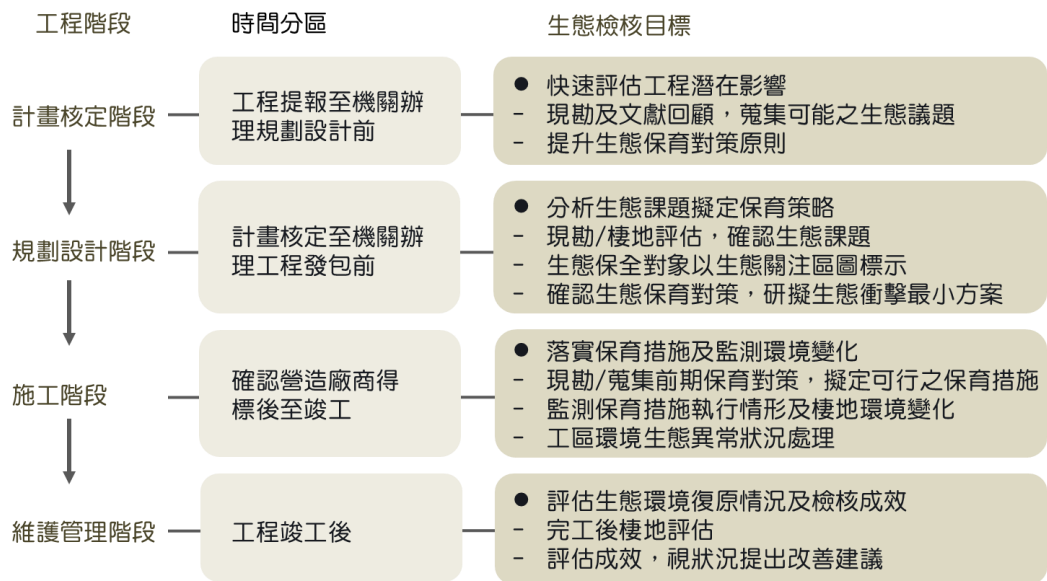 工程階段
時間分區
生態檢核目標
計畫核定階段
工程提報至機關辦
理規劃設計前
● 快速評估工程潛在影響
- 現勘及文獻回顧，蒐集可能之生態議題
- 提升生態保育對策原則
規劃設計階段
計畫核定至機關辦
理工程發包前
● 分析生態課題擬定保育策略
- 現勘/棲地評估，確認生態課題
- 生態保全對象以生態關注區圖標示
- 確認生態保育對策，研擬生態衝擊最小方案
施工階段
確認營造廠商得
標後至竣工
● 落實保育措施及監測環境變化
- 現勘/蒐集前期保育對策，擬定可行之保育措施
- 監測保育措施執行情形及棲地環境變化
- 工區環境生態異常狀況處理
維護管理階段
工程竣工後
● 評估生態環境復原情況及檢核成效
- 完工後棲地評估
- 評估成效，視狀況提出改善建議